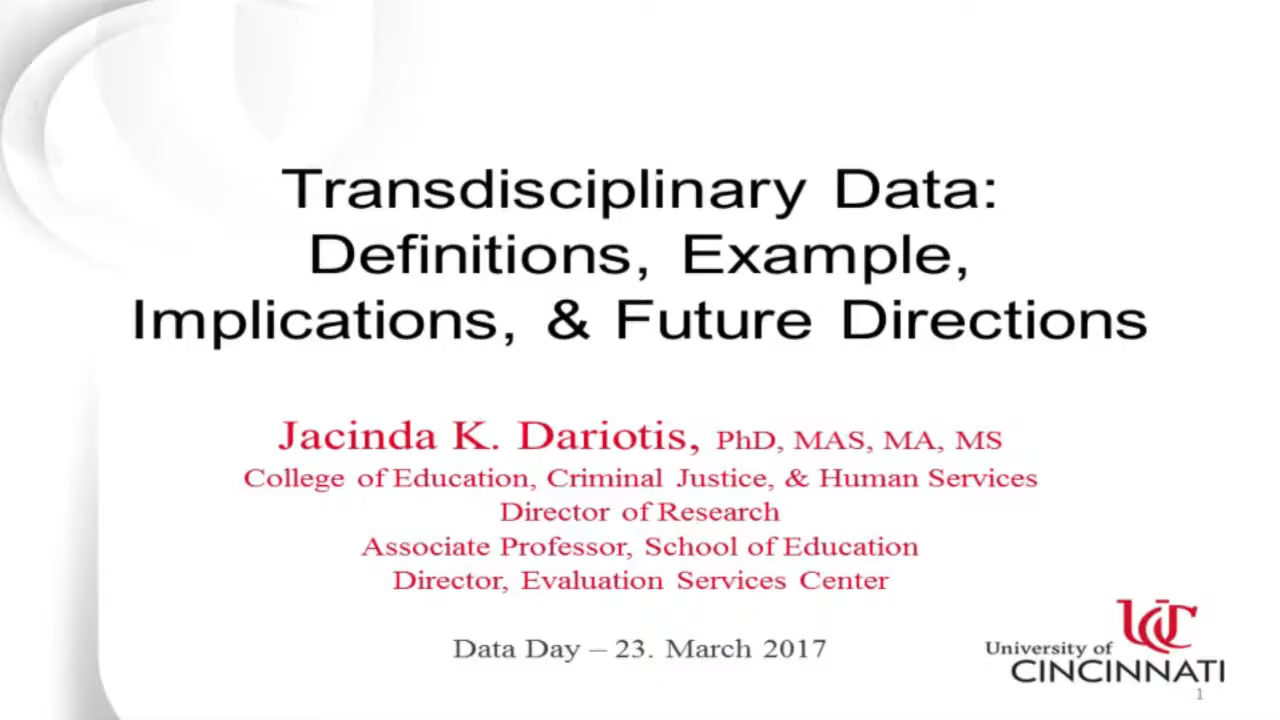 Transdisciplinary Data:
Definitions, Example,
Implications, & Future Directions
Jacinda K. Dariotis, PhD, MAS, MA, MS
College of Education, Criminal Justice, & Human Services
Director of Research
Associate Professor, School of Education
Director, Evaluation Services Center
Data Day – 23. March 2017
UC
University of
CINCINNATI
1